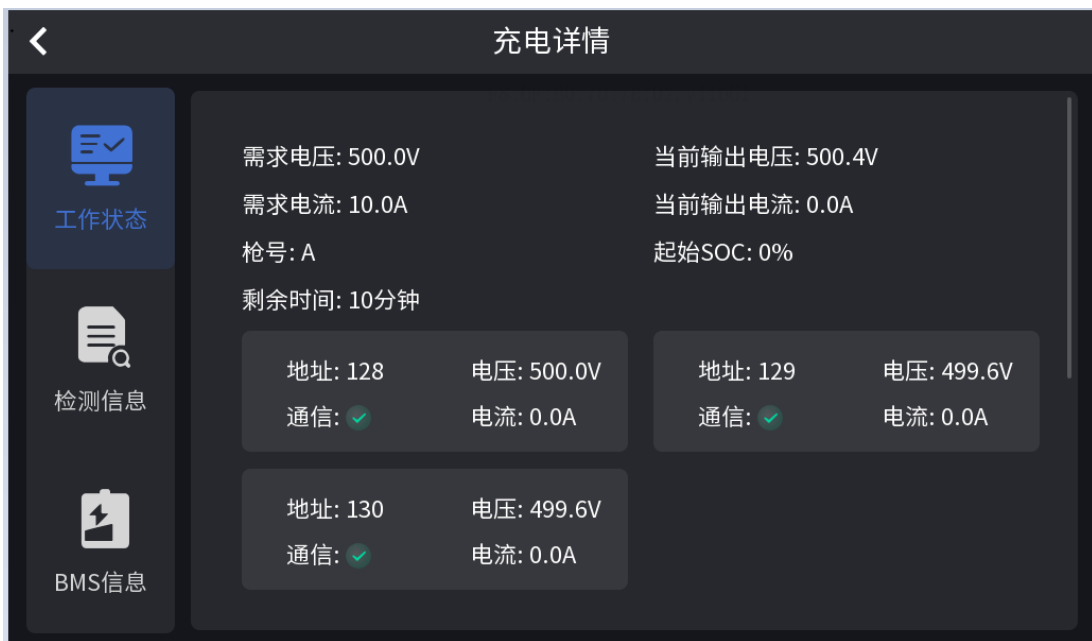 充电详情
工作状态
检测信息
BMS信息
需求电压: 500.0V
当前输出电压: 500.4V
需求电流: 10.0A
当前输出电流: 0.0A
枪号: A
起始SOC: 0%
剩余时间: 10分钟
地址: 128
电压: 500.0V
通信:
电流: 0.0A
地址: 129
电压: 499.6V
通信:
电流: 0.0A
地址: 130
电压: 499.6V
通信:
电流: 0.0A